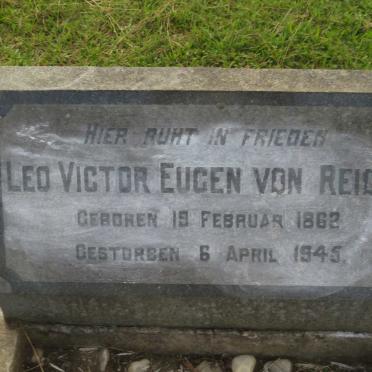 HIER RUHT IN FRIEDEN
LEO VICTOR EUGEN VON
GEBOREN 19 FEBRUAR 1862
GESTORBEN 6 APRIL 1945.